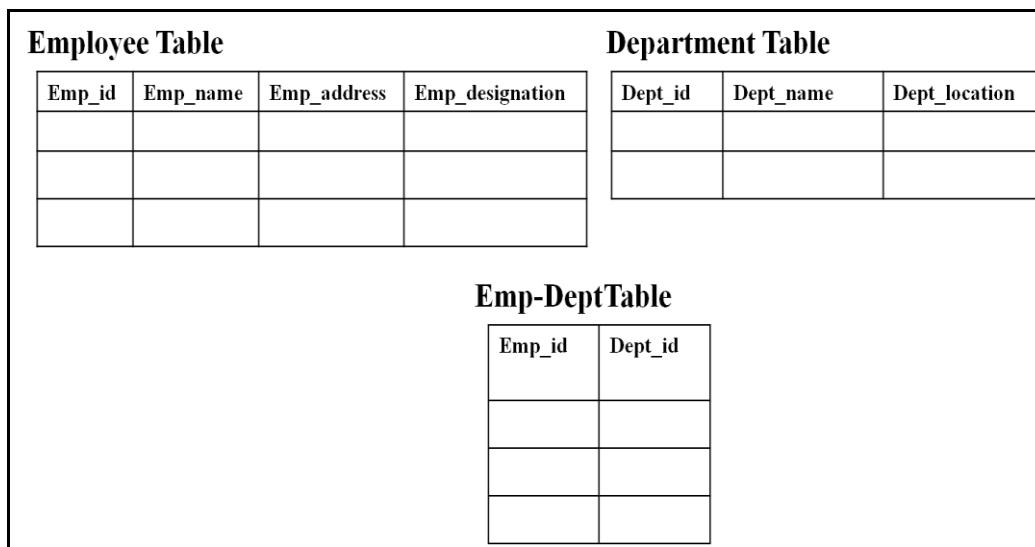 Employee Table
Emp_id Emp_name Emp_address Emp_designation
Department Table
Dept_id Dept_name Dept_location
Emp-DeptTable
Emp_id Dept_id